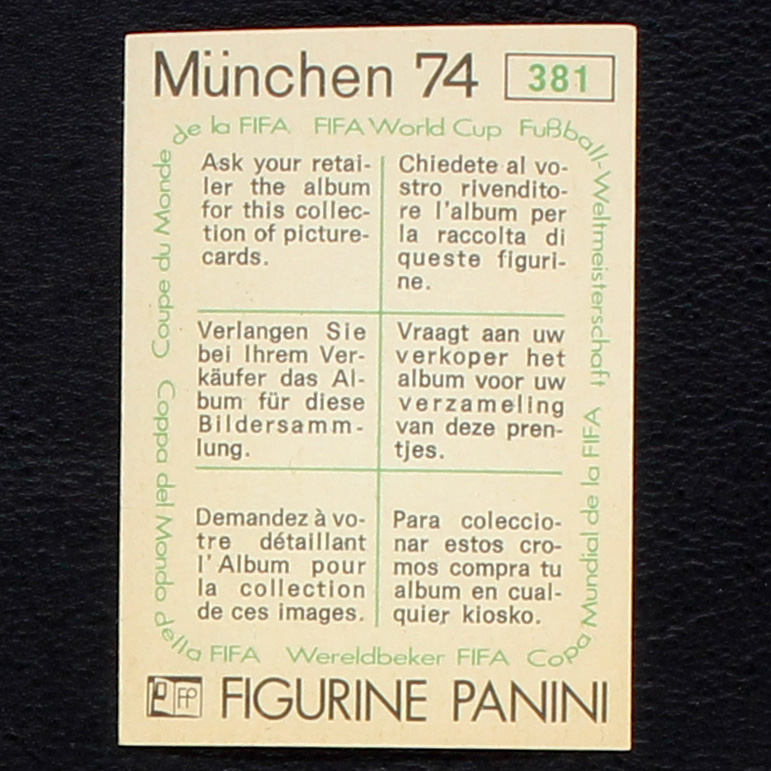 München 74 381
de la FIFA FIFA World Cup Fußball-Weltmeisterschaft
Ask your retai-
ler the album
for this collec-
tion of picture-
cards.
Chiedete al vo-
stro rivendito-
re l'album per
la raccolta di
queste figuri-
ne.
Verlangen Sie
bei Ihrem Ver-
käufer das Al-
bum für diese
Bildersamm-
lung.
Vraagt aan uw
verkoper het
album voor uw
verzameling
van deze pren-
tjes.
Demandez à vo-
tre détaillant
l'Album pour
la collection
de ces images.
Para coleccio-
nar estos cro-
mos compra tu
album en cual-
quier kiosko.
Copa Mundial de la FIFA
Wereldbeker FIFA
Coppa del Mondo della FIFA
Coupe du Monde
FP FIGURINE PANINI